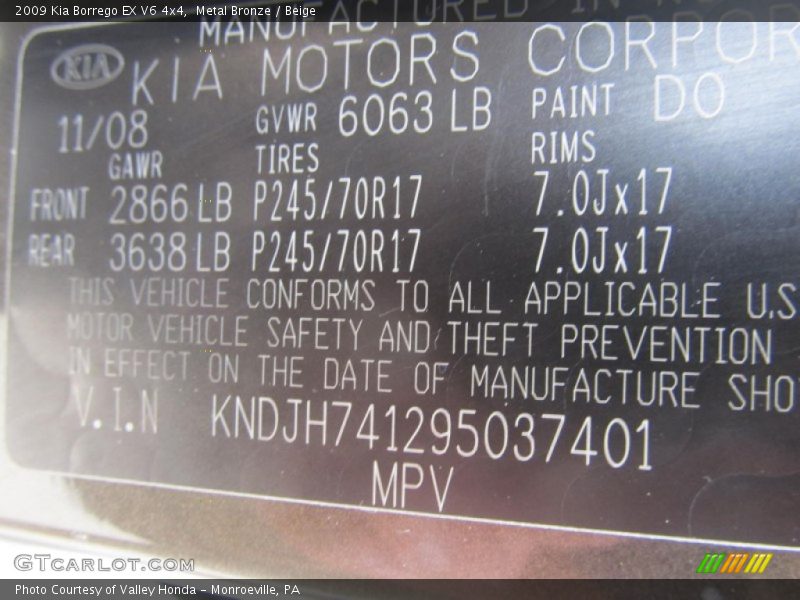 2009 Kia Borrego EX V6 4x4, Metal Bronze / Beige
MANUFACTURED IN
KIA KIA MOTORS CORPOR
11/08 GVWR 6063 LB PAINT D0
GAWR TIRES RIMS
FRONT 2866 LB P245/70R17 7.0Jx17
REAR 3638 LB P245/70R17 7.0Jx17
THIS VEHICLE CONFORMS TO ALL APPLICABLE U.S
MOTOR VEHICLE SAFETY AND THEFT PREVENTION
IN EFFECT ON THE DATE OF MANUFACTURE SHO
V.I.N KNDJH741295037401
MPV
GTCARLOT.COM
Photo Courtesy of Valley Honda - Monroeville, PA